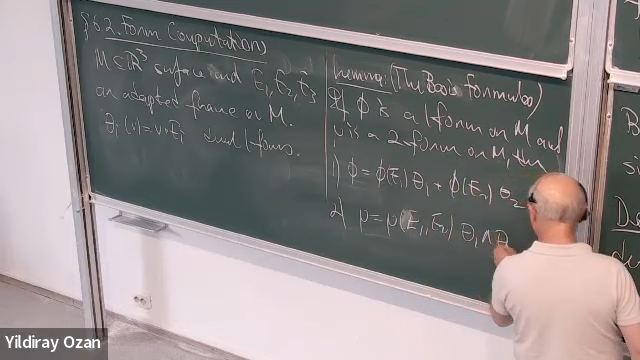 §6.2. Form Computations
M⊂ℝ³ surface and E₁, E₂, E₃
an adapted frame on M.
θᵢ(v) = v·Eᵢ dual 1-forms.
Lemma: (The Basis Formulas)
If φ is a 1-form on M and
μ is a 2-form on M, then
1) φ = φ(E₁) θ₁ + φ(E₂) θ₂
2) μ = μ(E₁, E₂) θ₁ ∧ θ
Yildiray Ozan